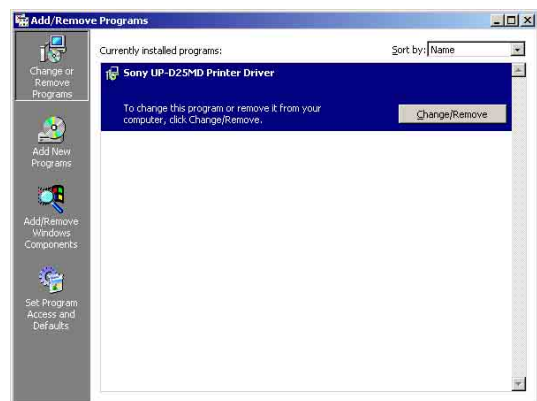 Add/Remove Programs
Change or
Remove
Programs
Add New
Programs
Add/Remove
Windows
Components
Set Program
Access and
Defaults
Currently installed programs:
Sort by: Name
Sony UP-D25MD Printer Driver
To change this program or remove it from your
computer, click Change/Remove.
Change/Remove